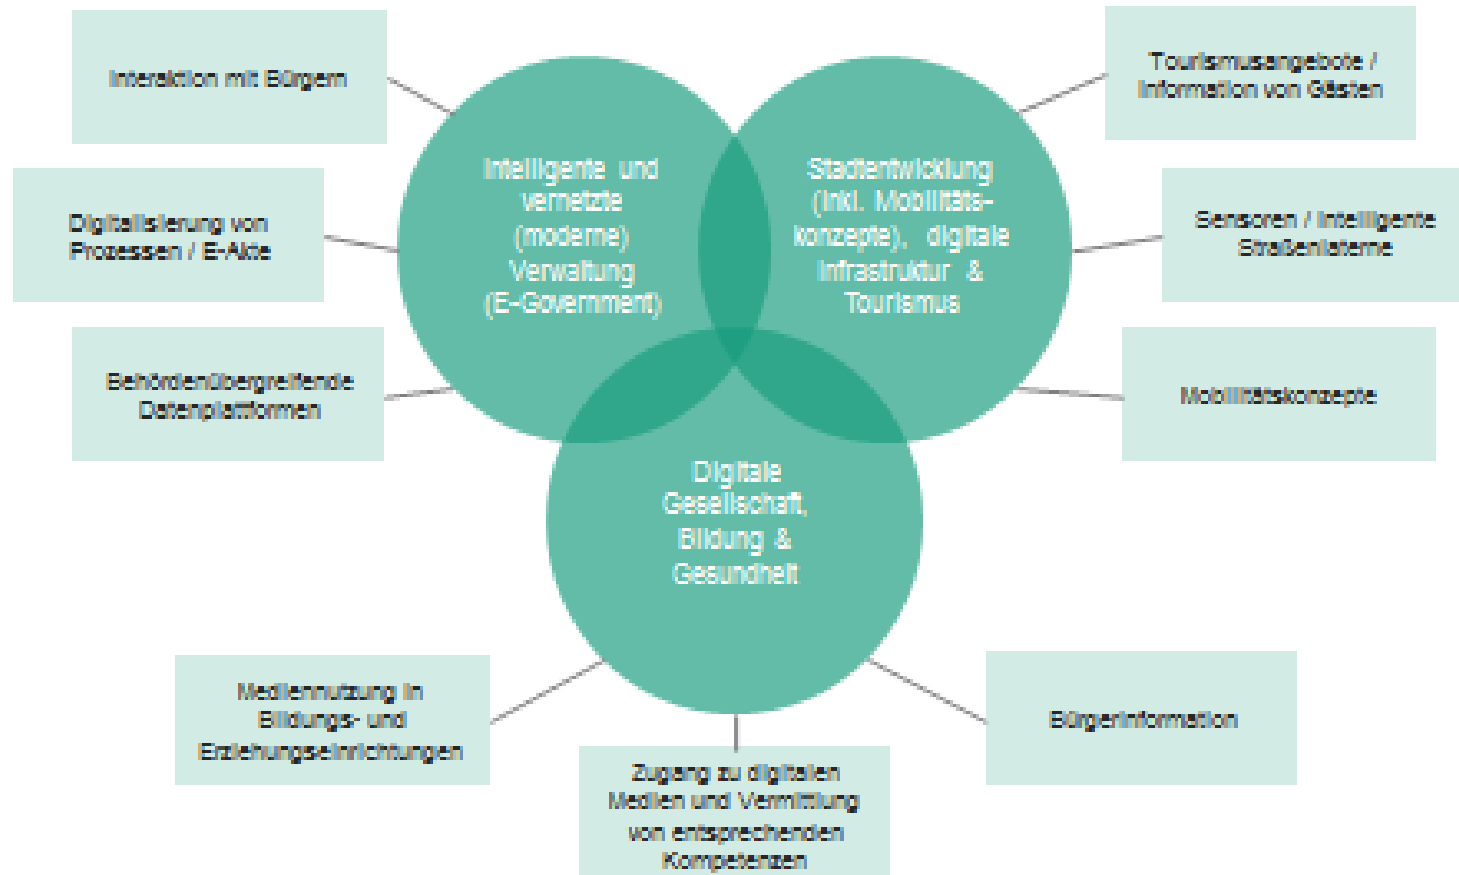 Interaktion mit Bürgern
Digitalisierung von
Prozessen / E-Akte
Behördenübergreifende
Datenplattformen
Intelligente und
vernetzte
(moderne)
Verwaltung
(E-Government)
Stadtentwicklung
(inkl. Mobilitäts-
konzepte), digitale
Infrastruktur &
Tourismus
Tourismusangebote /
Information von Gästen
Sensoren / intelligente
Straßenlaterne
Mobilitätskonzepte
Digitale
Gesellschaft,
Bildung &
Gesundheit
Mediennutzung in
Bildungs- und
Erziehungseinrichtungen
Zugang zu digitalen
Medien und Vermittlung
von entsprechenden
Kompetenzen
Bürgerinformation